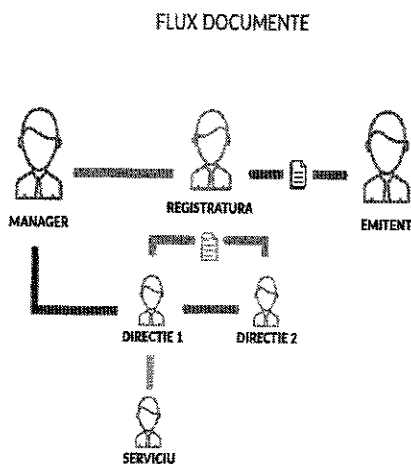 FLUX DOCUMENTE
MANAGER
REGISTRATURA
EMITENT
DIRECTIE 1
DIRECTIE 2
SERVICIU